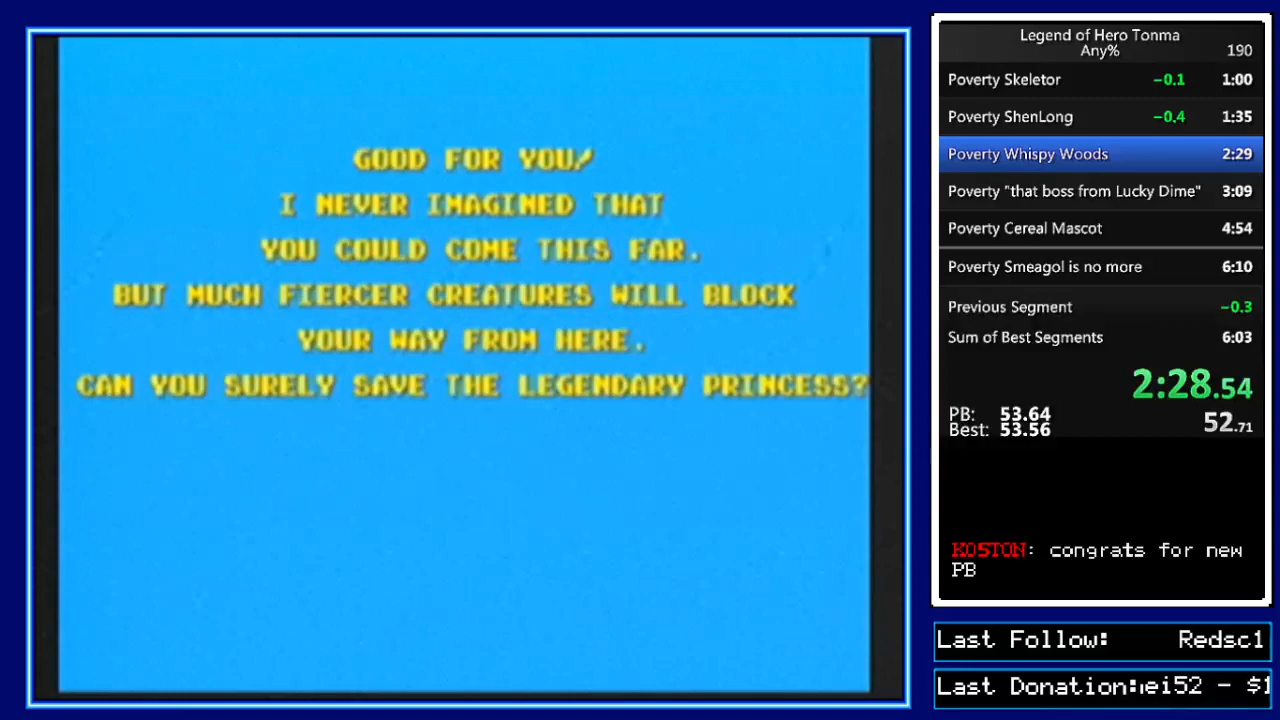 GOOD FOR YOU!
I NEVER IMAGINED THAT
YOU COULD COME THIS FAR.
BUT MUCH FIERCER CREATURES WILL BLOCK
YOUR WAY FROM HERE.
CAN YOU SURELY SAVE THE LEGENDARY PRINCESS?
Legend of Hero Tonma
Any% 190
Poverty Skeletor -0.1 1:00
Poverty ShenLong -0.4 1:35
Poverty Whispy Woods 2:29
Poverty "that boss from Lucky Dime" 3:09
Poverty Cereal Mascot 4:54
Poverty Smeagol is no more 6:10
Previous Segment -0.3
Sum of Best Segments 6:03
2:28.54
PB: 53.64
Best: 53.56
52.71
KOSTON: congrats for new
PB
Last Follow: Redsc1
Last Donation: ei52 - $1